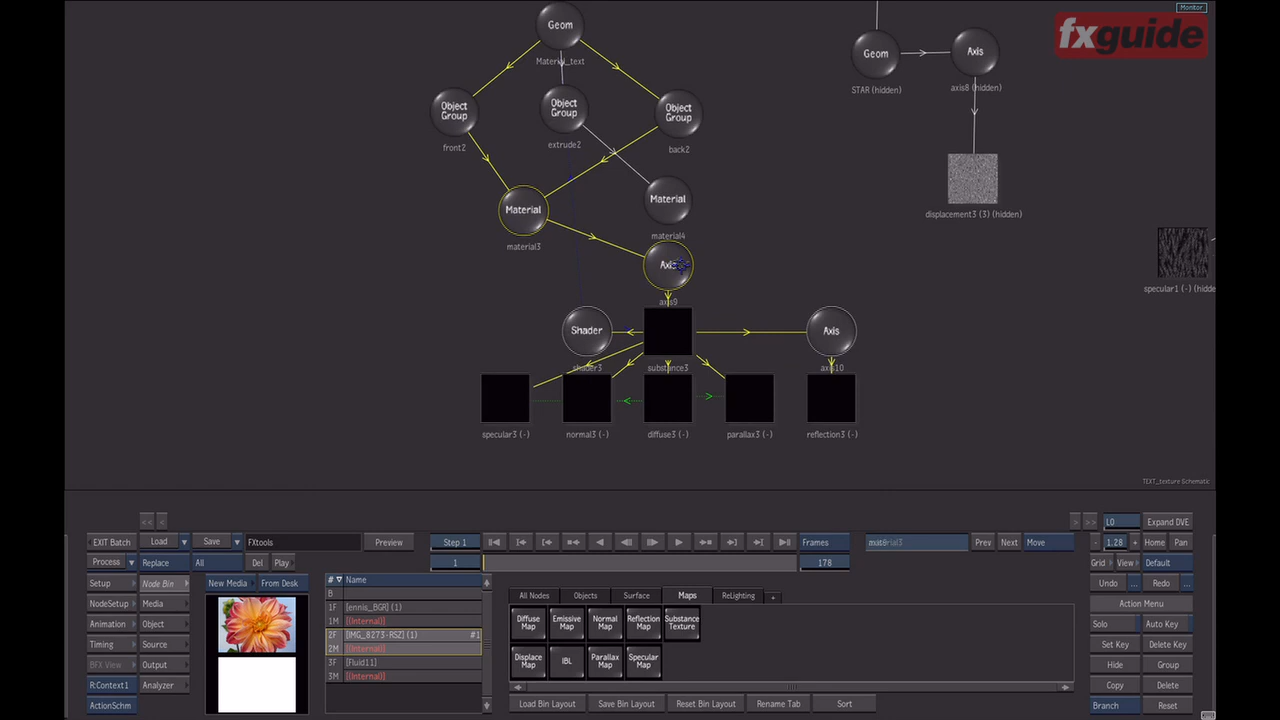 Monitor
fxguide
Geom
Material_text
Geom
STAR (hidden)
Axis
axis8 (hidden)
Object
Group
front2
Object
Group
extrude2
Object
Group
back2
displacement3 (3) (hidden)
Material
material3
Material
material4
Axis
axis9
specular1 (-) (hidde
Shader
shader3
substance3
Axis
axis10
specular3 (-)
normal3 (-)
diffuse3 (-)
parallax3 (-)
reflection3 (-)
TEXT_texture Schematic
<< <
> >> L0 Expand DVE
EXIT Batch Load Save FXtools Preview Step 1 Frames Prev Next Move - 1.28 + Home Pan
Process Replace All Del Play 1 178 Grid View Default
Setup Node Bin New Media From Desk # Name Undo ... Redo ...
B
All Nodes Objects Surface Maps ReLighting +
NodeSetup Media 1F [ennis_BGR] (1) Action Menu
Animation Object 1M [(Internal)] Solo Auto Key
Diffuse
Map
Emissive
Map
Normal
Map
Reflection
Map
Substance
Texture
Timing Source 2F [IMG_8273-RSZ] (1) #1 Set Key Delete Key
2M [(Internal)]
BFX View Output 3F [Fluid11] Hide Group
Displace
Map
IBL
Parallax
Map
Specular
Map
R:Context1 Analyzer 3M [(Internal)] Copy Delete
ActionSchm Load Bin Layout Save Bin Layout Reset Bin Layout Rename Tab Sort Branch Reset